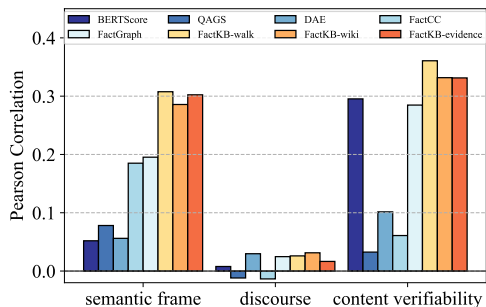 BERTScore QAGS DAE FactCC
FactGraph FactKB-walk FactKB-wiki FactKB-evidence
0.4
0.3
0.2
0.1
0.0
Pearson Correlation
semantic frame discourse content verifiability